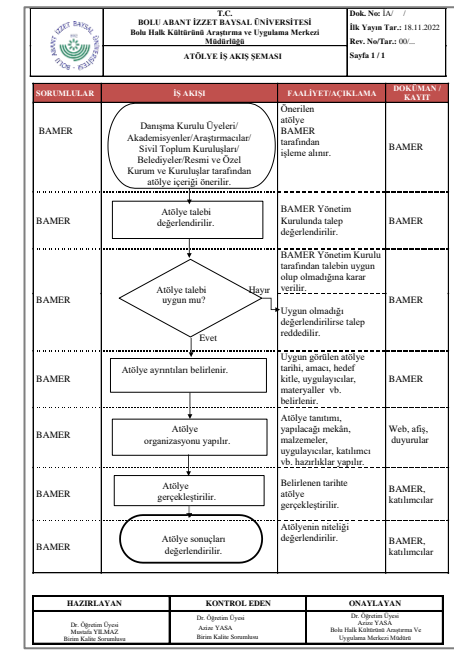 T.C.
BOLU ABANT İZZET BAYSAL ÜNİVERSİTESİ
Bolu Halk Kültürünü Araştırma ve Uygulama Merkezi
Müdürlüğü
ATÖLYE İŞ AKIŞ ŞEMASI
Dok. No: İA/ /
İlk Yayın Tar.: 18.11.2022
Rev. No/Tar.: 00/...
Sayfa 1 / 1
SORUMLULAR
İŞ AKIŞI
FAALİYET/AÇIKLAMA
DOKÜMAN /
KAYIT
BAMER
Danışma Kurulu Üyeleri/
Akademisyenler/Araştırmacılar/
Sivil Toplum Kuruluşları/
Belediyeler/Resmi ve Özel
Kurum ve Kuruluşlar tarafından
atölye içeriği önerilir.
Önerilen
atölye
BAMER
tarafından
işleme alınır.
BAMER
BAMER
Atölye talebi
değerlendirilir.
BAMER Yönetim
Kurulunda talep
değerlendirilir.
BAMER
BAMER
Atölye talebi
uygun mu?
Hayır
Evet
BAMER Yönetim Kurulu
tarafından talebin uygun
olup olmadığına karar
verilir.
Uygun olmadığı
değerlendirilirse talep
reddedilir.
BAMER
BAMER
Atölye ayrıntıları belirlenir.
Uygun görülen atölye
tarihi, amacı, hedef
kitle, uygulayıcılar,
materyaller vb.
belirlenir.
BAMER
BAMER
Atölye
organizasyonu yapılır.
Atölye tanıtımı,
yapılacağı mekân,
malzemeler,
uygulayıcılar, katılımcı
vb. hazırlıklar yapılır.
Web, afiş,
duyurular
BAMER
Atölye
gerçekleştirilir.
Belirlenen tarihte
atölye
gerçekleştirilir.
BAMER,
katılımcılar
BAMER
Atölye sonuçları
değerlendirilir.
Atölyenin niteliği
değerlendirilir.
BAMER,
katılımcılar
HAZIRLAYAN
KONTROL EDEN
ONAYLAYAN
Dr. Öğretim Üyesi
Mustafa YILMAZ
Birim Kalite Sorumlusu
Dr. Öğretim Üyesi
Azize YASA
Birim Kalite Sorumlusu
Dr. Öğretim Üyesi
Azize YASA
Bolu Halk Kültürünü Araştırma Ve
Uygulama Merkezi Müdürü